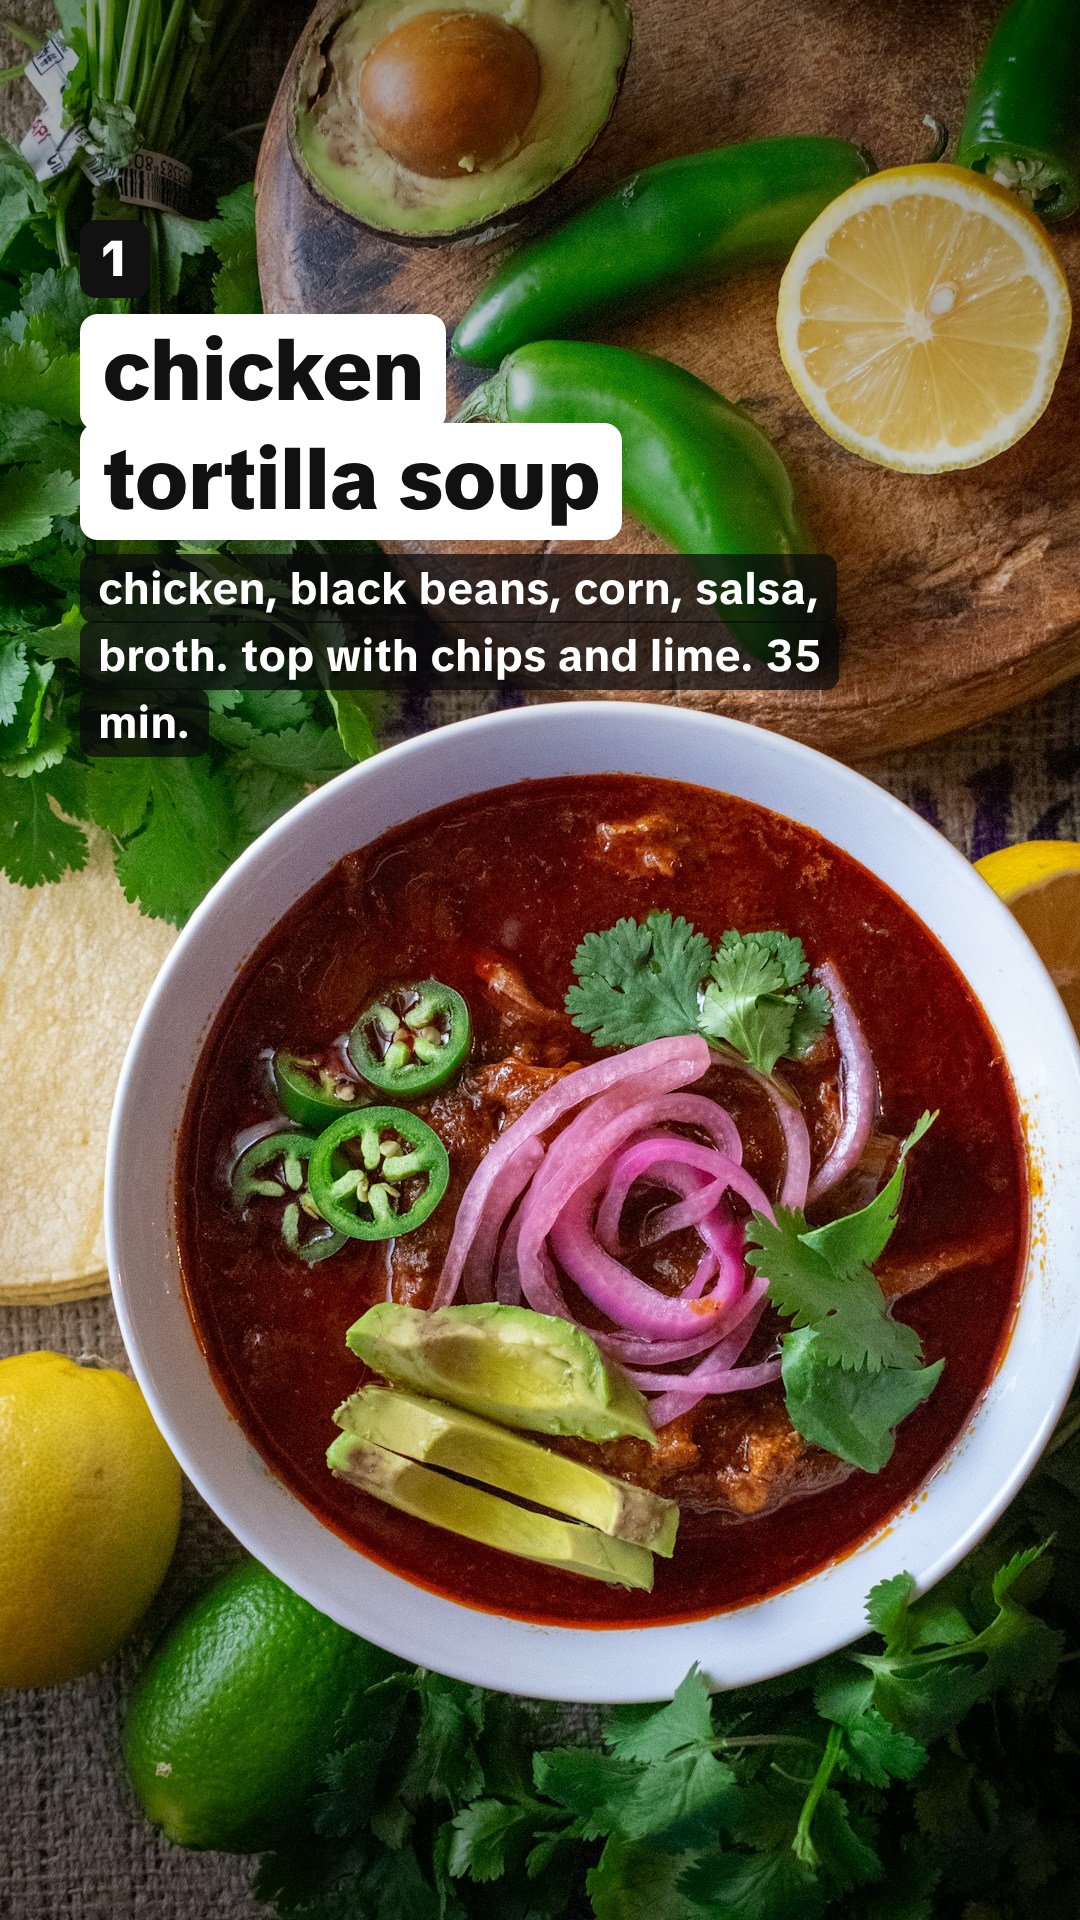 1
chicken
tortilla soup
chicken, black beans, corn, salsa,
broth. top with chips and lime. 35
min.